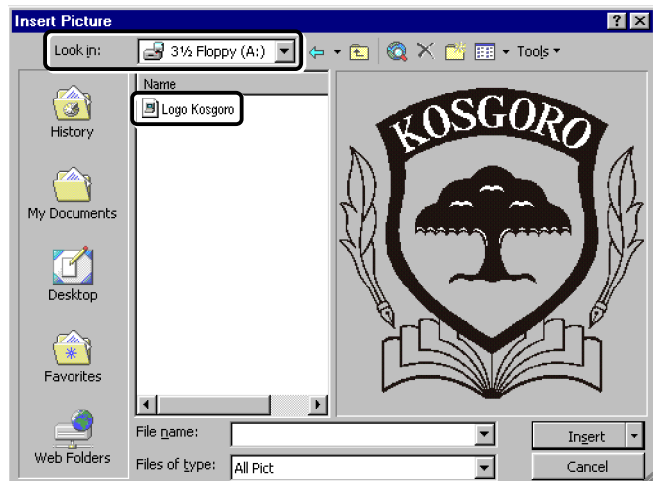 Insert Picture
Look in: 3½ Floppy (A:) Tools
Name
Logo Kosgoro
History
My Documents
Desktop
Favorites
Web Folders
KOSGORO
File name: Insert
Files of type: All Pict Cancel